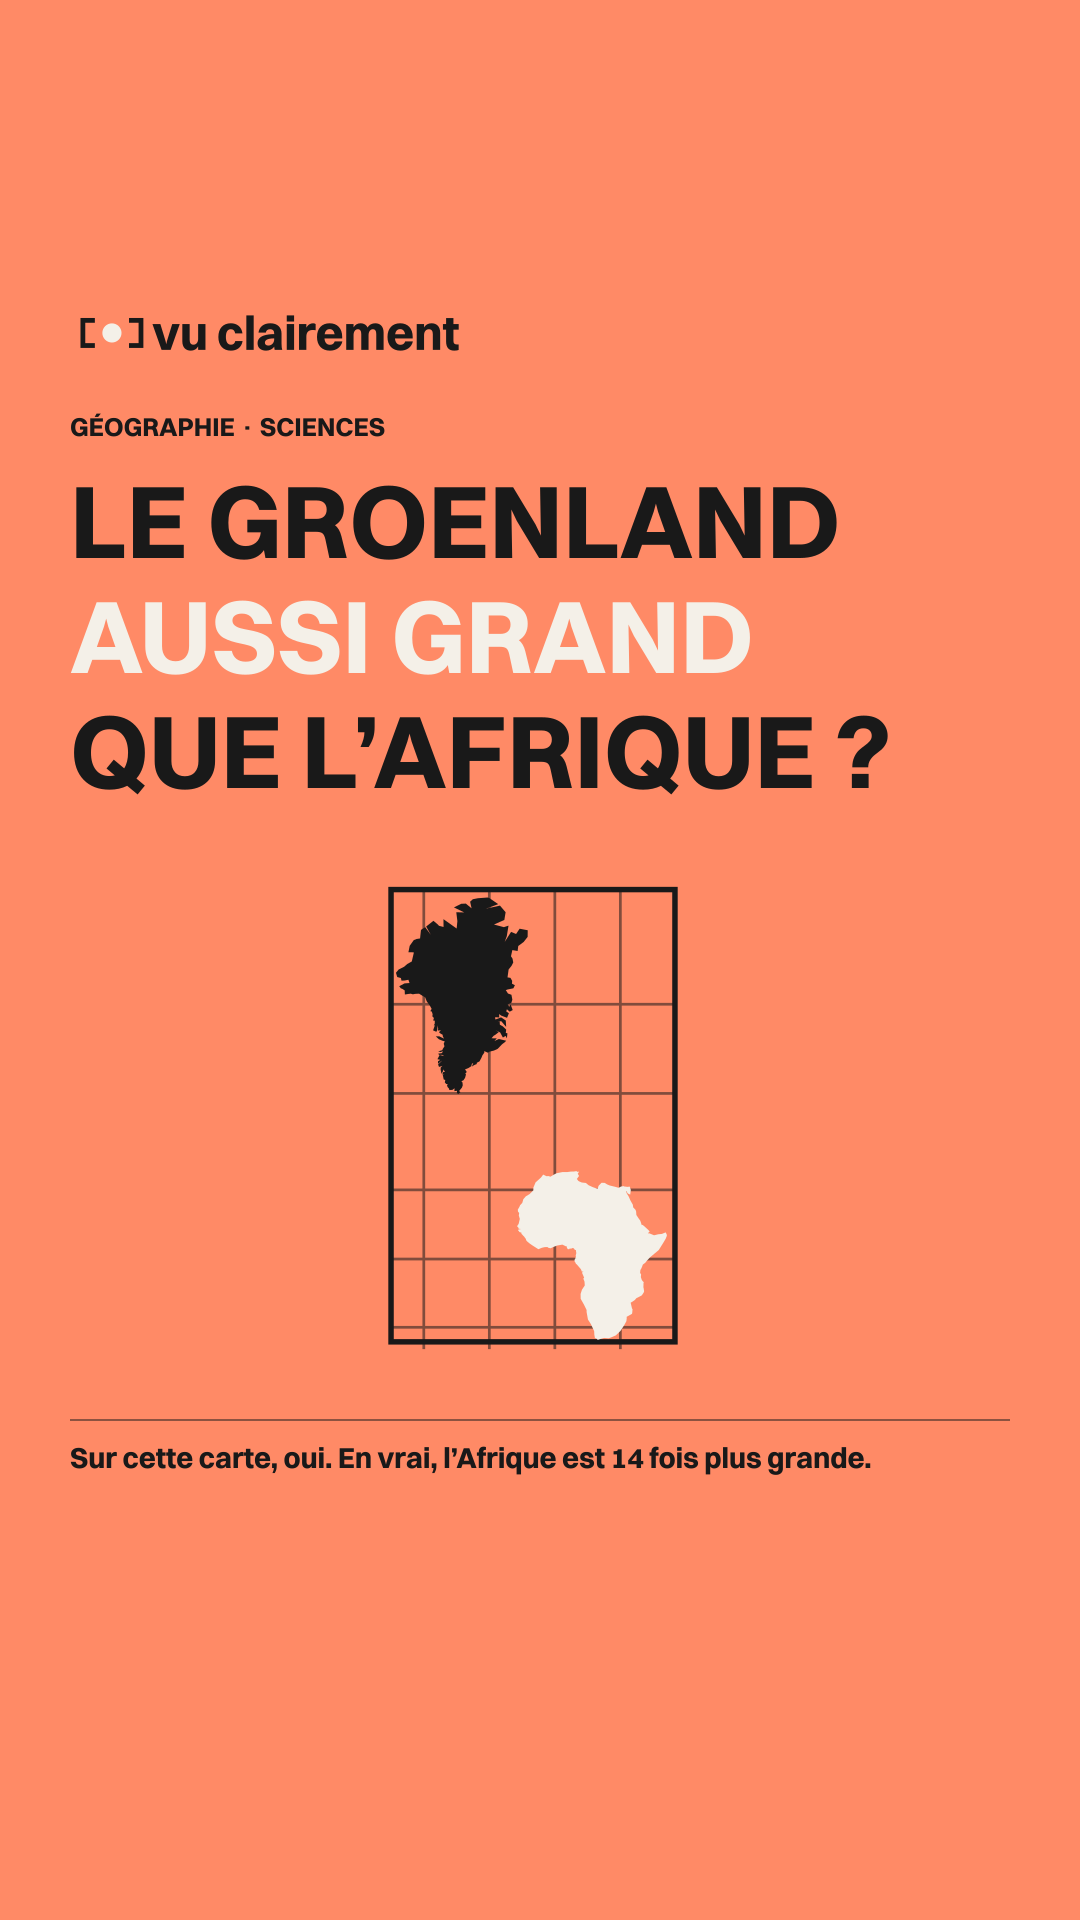 [•] vu clairement
GÉOGRAPHIE · SCIENCES
LE GROENLAND
AUSSI GRAND
QUE L’AFRIQUE ?
Sur cette carte, oui. En vrai, l’Afrique est 14 fois plus grande.